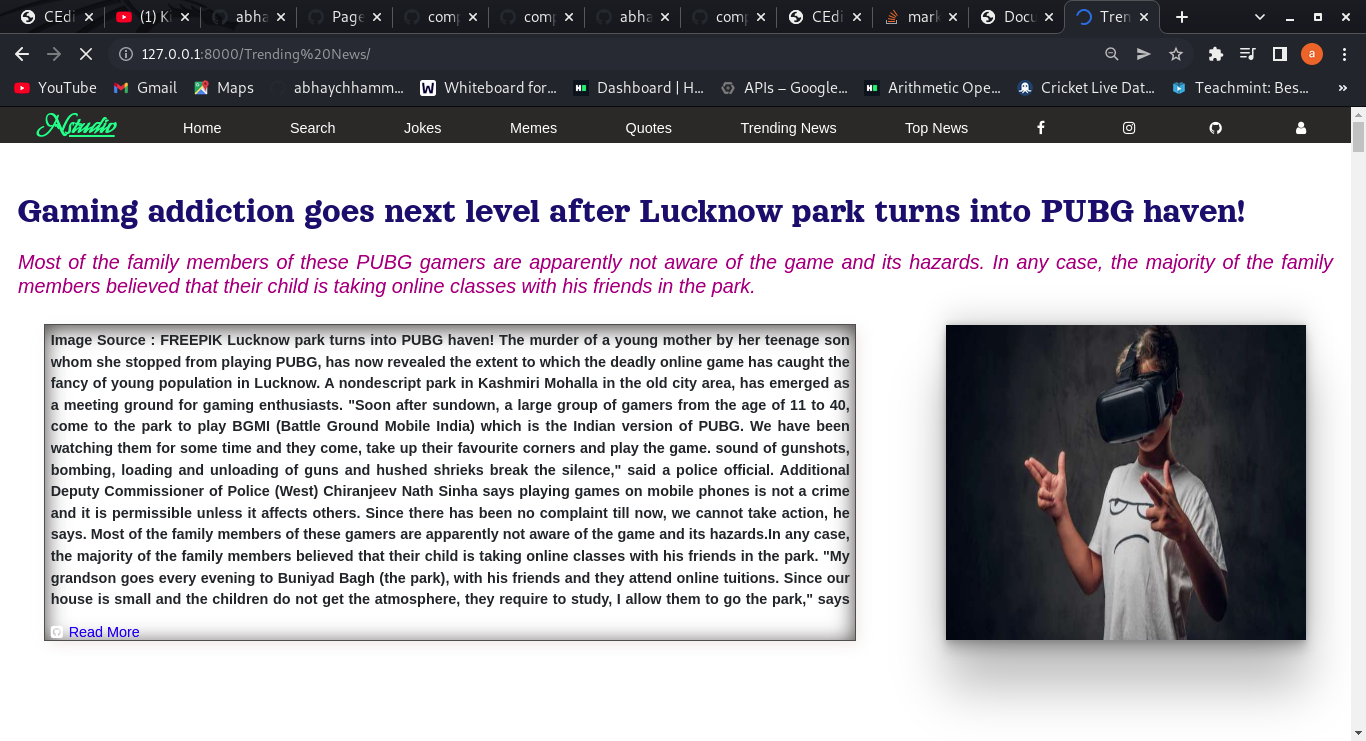 CEdi
(1) Ki
abha
Page
comp
comp
abha
comp
CEdi
mark
Docu
Tren
127.0.0.1:8000/Trending%20News/
a
YouTube
Gmail
Maps
abhaychhamm...
Whiteboard for...
Dashboard | H...
APIs – Google...
Arithmetic Ope...
Cricket Live Dat...
Teachmint: Bes...
»
Nstudio
Home
Search
Jokes
Memes
Quotes
Trending News
Top News
Gaming addiction goes next level after Lucknow park turns into PUBG haven!
Most of the family members of these PUBG gamers are apparently not aware of the game and its hazards. In any case, the majority of the family
members believed that their child is taking online classes with his friends in the park.
Image Source : FREEPIK Lucknow park turns into PUBG haven! The murder of a young mother by her teenage son
whom she stopped from playing PUBG, has now revealed the extent to which the deadly online game has caught the
fancy of young population in Lucknow. A nondescript park in Kashmiri Mohalla in the old city area, has emerged as
a meeting ground for gaming enthusiasts. "Soon after sundown, a large group of gamers from the age of 11 to 40,
come to the park to play BGMI (Battle Ground Mobile India) which is the Indian version of PUBG. We have been
watching them for some time and they come, take up their favourite corners and play the game. sound of gunshots,
bombing, loading and unloading of guns and hushed shrieks break the silence," said a police official. Additional
Deputy Commissioner of Police (West) Chiranjeev Nath Sinha says playing games on mobile phones is not a crime
and it is permissible unless it affects others. Since there has been no complaint till now, we cannot take action, he
says. Most of the family members of these gamers are apparently not aware of the game and its hazards.In any case,
the majority of the family members believed that their child is taking online classes with his friends in the park. "My
grandson goes every evening to Buniyad Bagh (the park), with his friends and they attend online tuitions. Since our
house is small and the children do not get the atmosphere, they require to study, I allow them to go the park," says
Read More